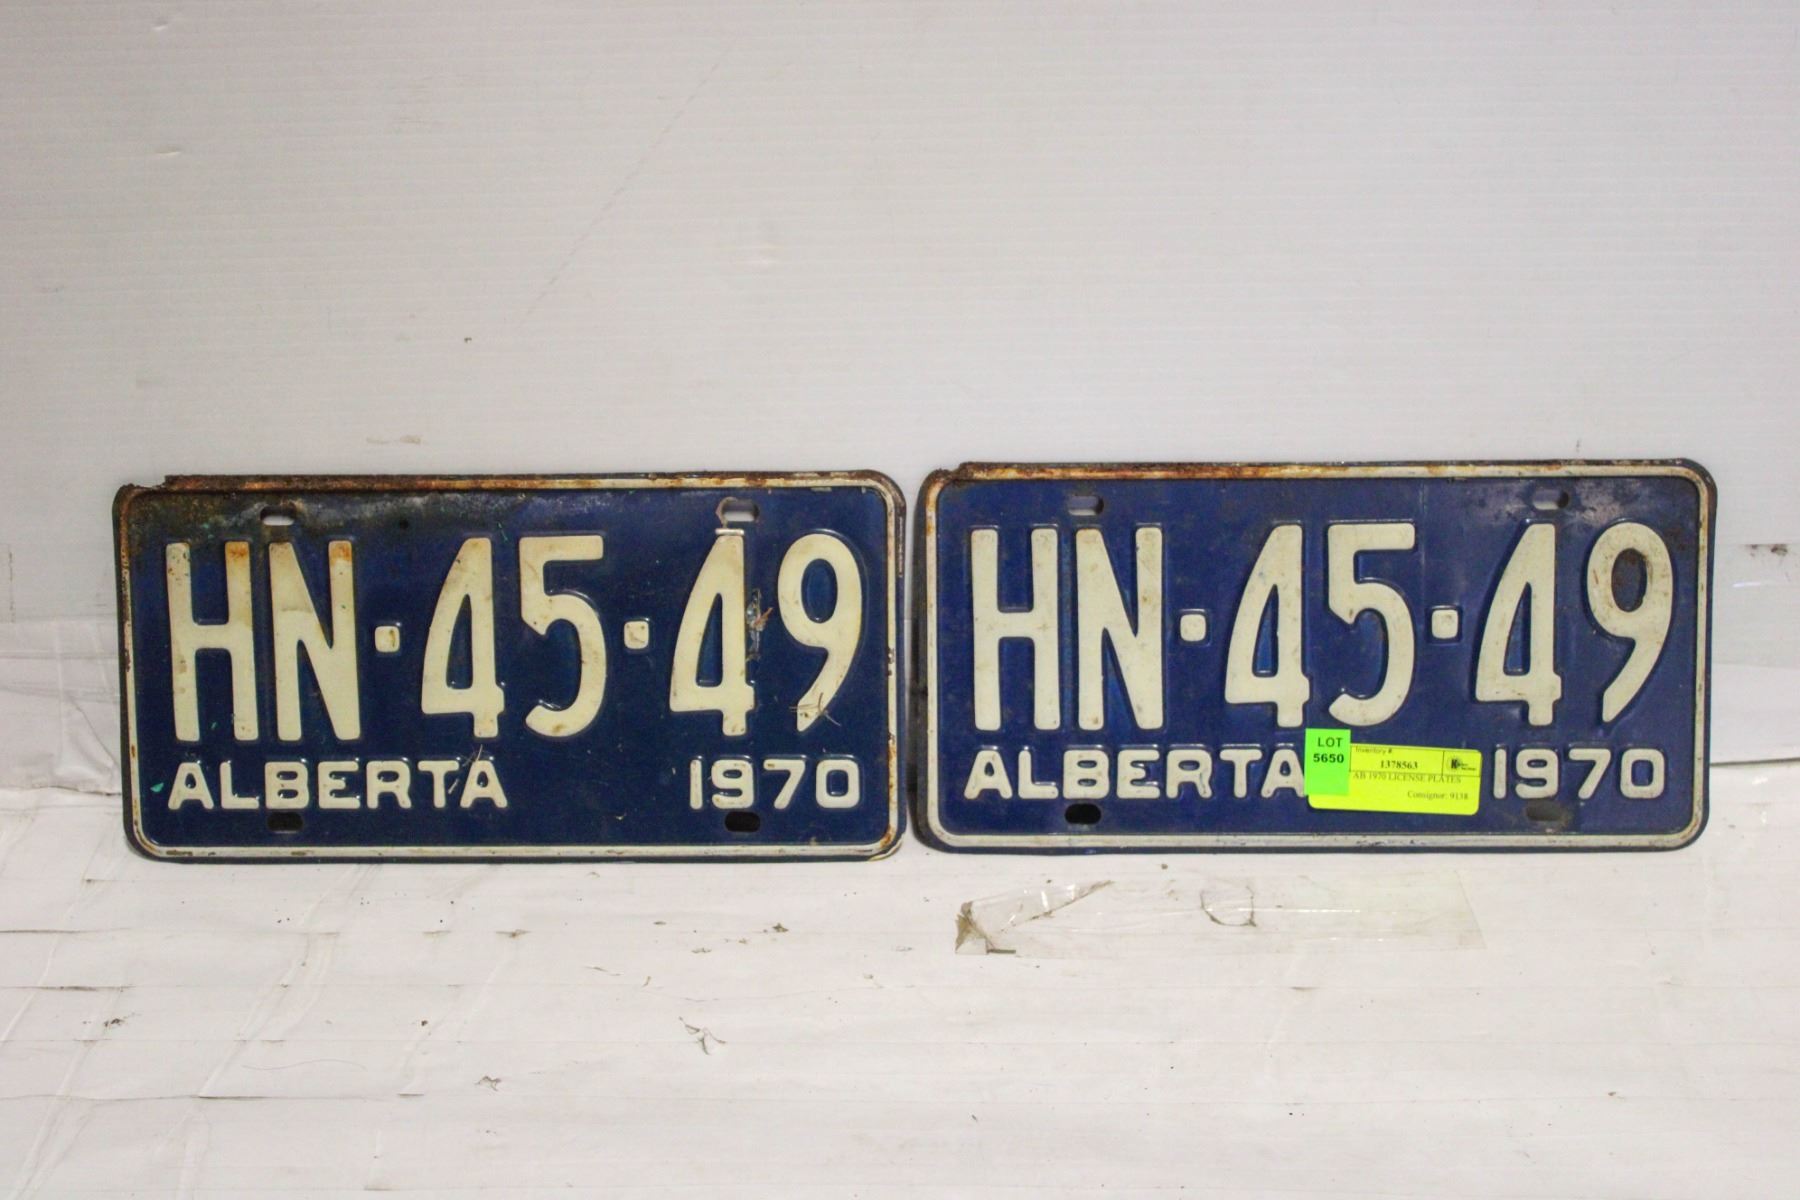 HN·45·49
ALBERTA 1970
HN·45·49
ALBERTA 1970
LOT
5650
Inventory #:
1378563
AB 1970 LICENSE PLATES
Consignor: 9138